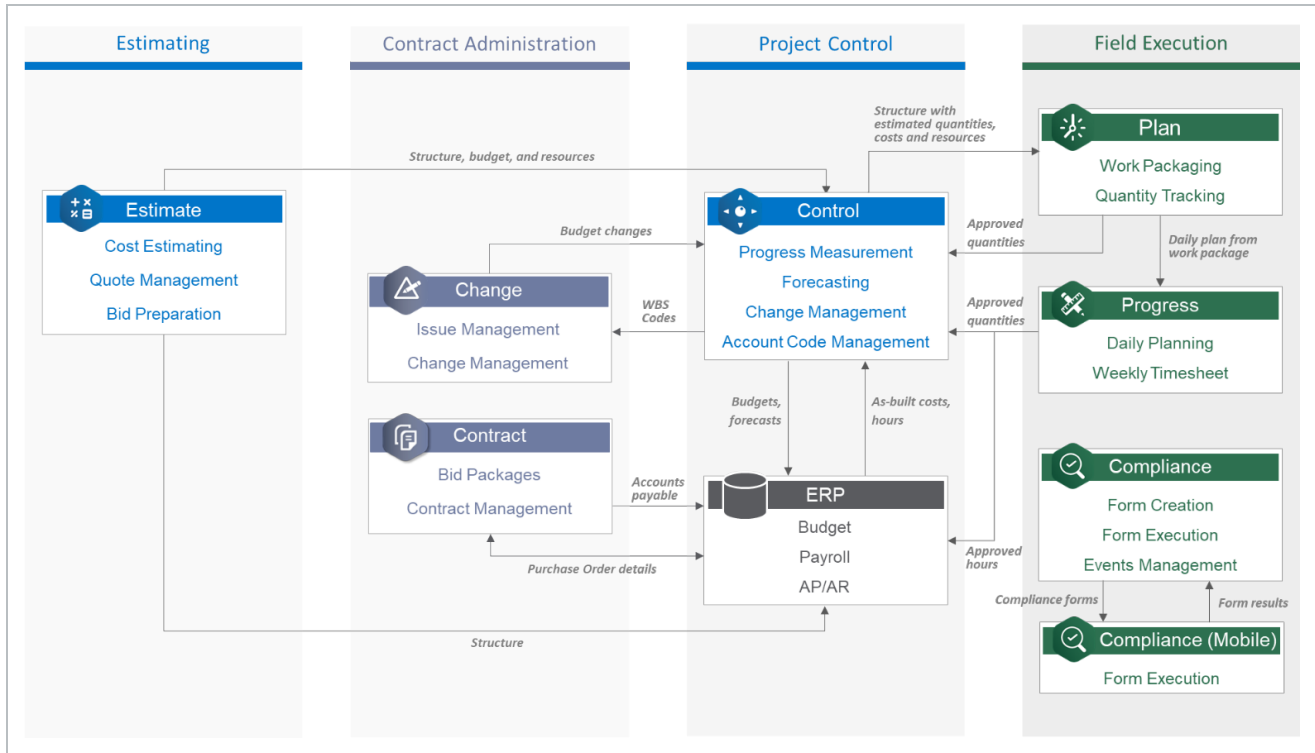 Estimating
Contract Administration
Project Control
Field Execution
Structure with
estimated quantities,
costs and resources
Structure, budget, and resources
Plan
Work Packaging
Quantity Tracking
Estimate
Cost Estimating
Quote Management
Bid Preparation
Budget changes
Control
Progress Measurement
Forecasting
Change Management
Account Code Management
Approved
quantities
Daily plan from
work package
Change
Issue Management
Change Management
WBS
Codes
Approved
quantities
Progress
Daily Planning
Weekly Timesheet
Budgets,
forecasts
As-built costs,
hours
Contract
Bid Packages
Contract Management
Accounts
payable
ERP
Budget
Payroll
AP/AR
Purchase Order details
Approved
hours
Compliance
Form Creation
Form Execution
Events Management
Compliance forms
Form results
Compliance (Mobile)
Form Execution
Structure